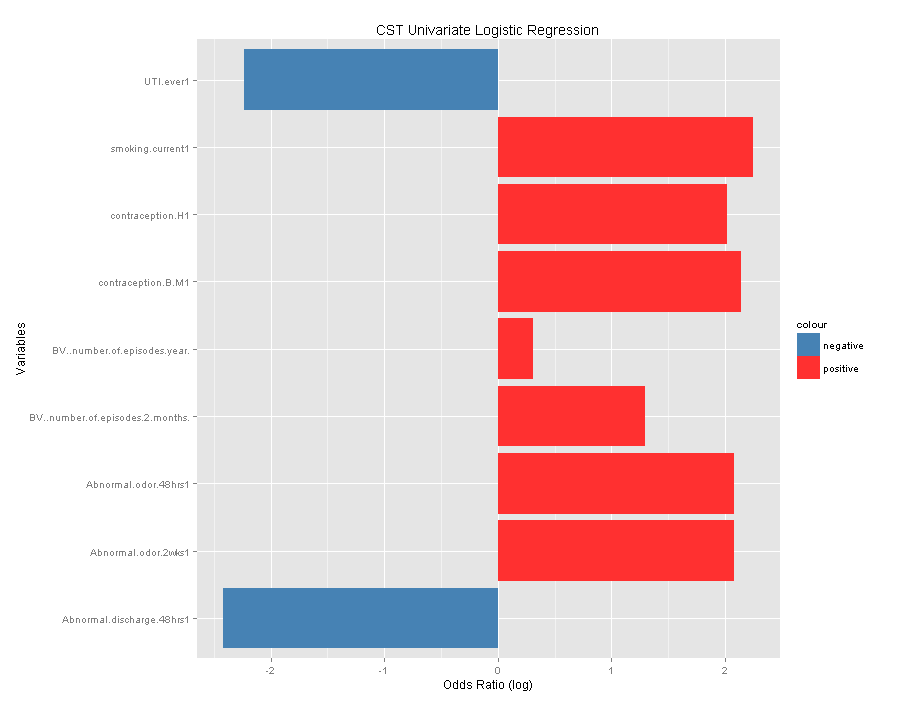 CST Univariate Logistic Regression
UTI.ever1
smoking.current1
contraception.H1
contraception.B.M1
BV..number.of.episodes.year.
BV..number.of.episodes.2.months.
Abnormal.odor.48hrs1
Abnormal.odor.2wks1
Abnormal.discharge.48hrs1
Variables
-2 -1 0 1 2
Odds Ratio (log)
colour
negative
positive